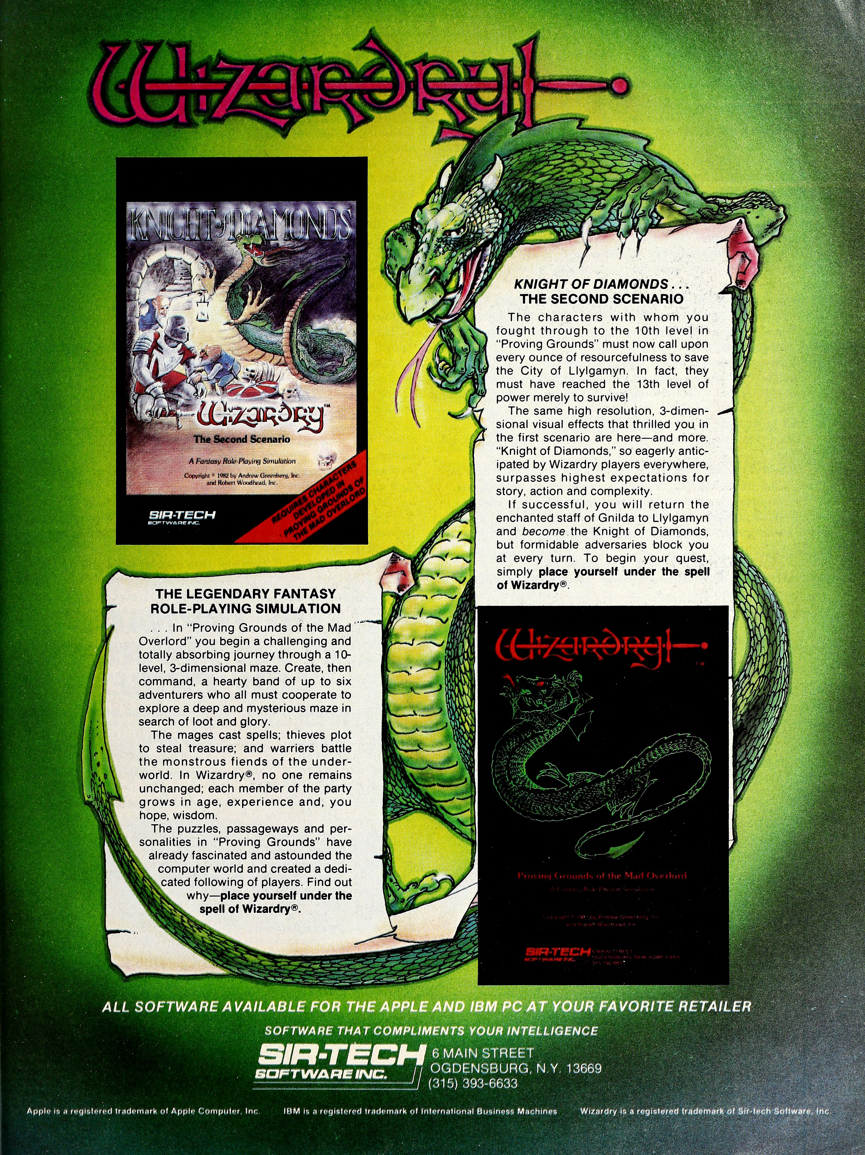 Wizardry
KNIGHT OF DIAMONDS
Wizardry™
The Second Scenario
A Fantasy Role-Playing Simulation
Copyright © 1982 by Andrew Greenberg, Inc.
and Robert Woodhead, Inc.
SIR-TECH
SOFTWARE INC.
REQUIRES CHARACTERS
DEVELOPED IN
PROVING GROUNDS OF
THE MAD OVERLORD
KNIGHT OF DIAMONDS . . .
THE SECOND SCENARIO
The characters with whom you
fought through to the 10th level in
“Proving Grounds” must now call upon
every ounce of resourcefulness to save
the City of Llylgamyn. In fact, they
must have reached the 13th level of
power merely to survive!
The same high resolution, 3-dimen-
sional visual effects that thrilled you in
the first scenario are here—and more.
“Knight of Diamonds,” so eagerly antic-
ipated by Wizardry players everywhere,
surpasses highest expectations for
story, action and complexity.
If successful, you will return the
enchanted staff of Gnilda to Llylgamyn
and become the Knight of Diamonds,
but formidable adversaries block you
at every turn. To begin your quest,
simply place yourself under the spell
of Wizardry®.
THE LEGENDARY FANTASY
ROLE-PLAYING SIMULATION
. . . In “Proving Grounds of the Mad
Overlord” you begin a challenging and
totally absorbing journey through a 10-
level, 3-dimensional maze. Create, then
command, a hearty band of up to six
adventurers who all must cooperate to
explore a deep and mysterious maze in
search of loot and glory.
The mages cast spells; thieves plot
to steal treasure; and warriers battle
the monstrous fiends of the under-
world. In Wizardry®, no one remains
unchanged; each member of the party
grows in age, experience and, you
hope, wisdom.
The puzzles, passageways and per-
sonalities in “Proving Grounds” have
already fascinated and astounded the
computer world and created a dedi-
cated following of players. Find out
why—place yourself under the
spell of Wizardry®.
Wizardry
Proving Grounds of the Mad Overlord
A Fantasy Role-Playing Simulation
SIR-TECH
SOFTWARE INC.
ALL SOFTWARE AVAILABLE FOR THE APPLE AND IBM PC AT YOUR FAVORITE RETAILER
SOFTWARE THAT COMPLIMENTS YOUR INTELLIGENCE
SIR-TECH
SOFTWARE INC.
6 MAIN STREET
OGDENSBURG, N.Y. 13669
(315) 393-6633
Apple is a registered trademark of Apple Computer, Inc. IBM is a registered trademark of International Business Machines Wizardry is a registered trademark of Sir-tech Software, Inc.